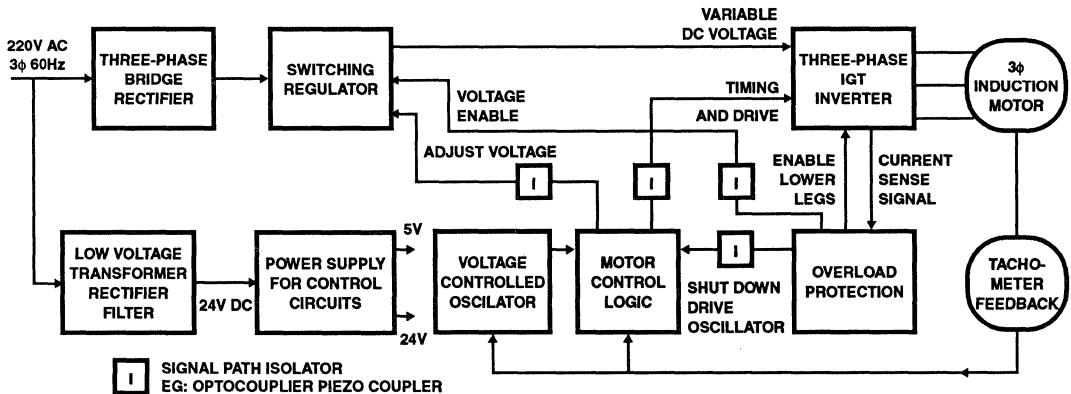 220V AC
3ϕ 60Hz
THREE-PHASE
BRIDGE
RECTIFIER
SWITCHING
REGULATOR
VARIABLE
DC VOLTAGE
THREE-PHASE
IGT
INVERTER
3ϕ
INDUCTION
MOTOR
VOLTAGE
ENABLE
TIMING
AND DRIVE
ADJUST VOLTAGE
I
I
I
ENABLE
LOWER
LEGS
CURRENT
SENSE
SIGNAL
LOW VOLTAGE
TRANSFORMER
RECTIFIER
FILTER
24V DC
POWER SUPPLY
FOR CONTROL
CIRCUITS
5V
24V
VOLTAGE
CONTROLLED
OSCILATOR
MOTOR
CONTROL
LOGIC
I
SHUT DOWN
DRIVE
OSCILLATOR
OVERLOAD
PROTECTION
TACHO-
METER
FEEDBACK
I
SIGNAL PATH ISOLATOR
EG: OPTOCOUPLIER PIEZO COUPLER